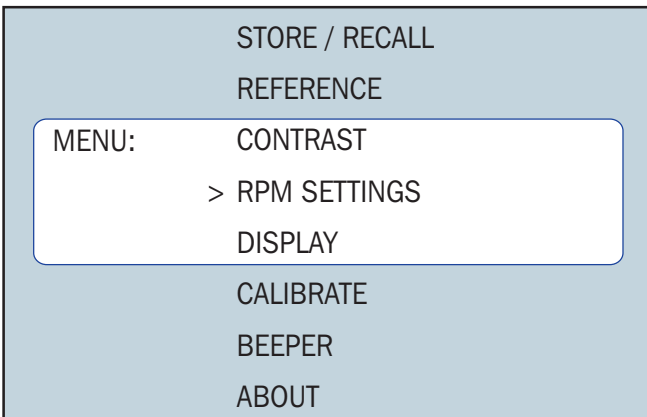 STORE / RECALL
REFERENCE
MENU: CONTRAST
> RPM SETTINGS
DISPLAY
CALIBRATE
BEEPER
ABOUT